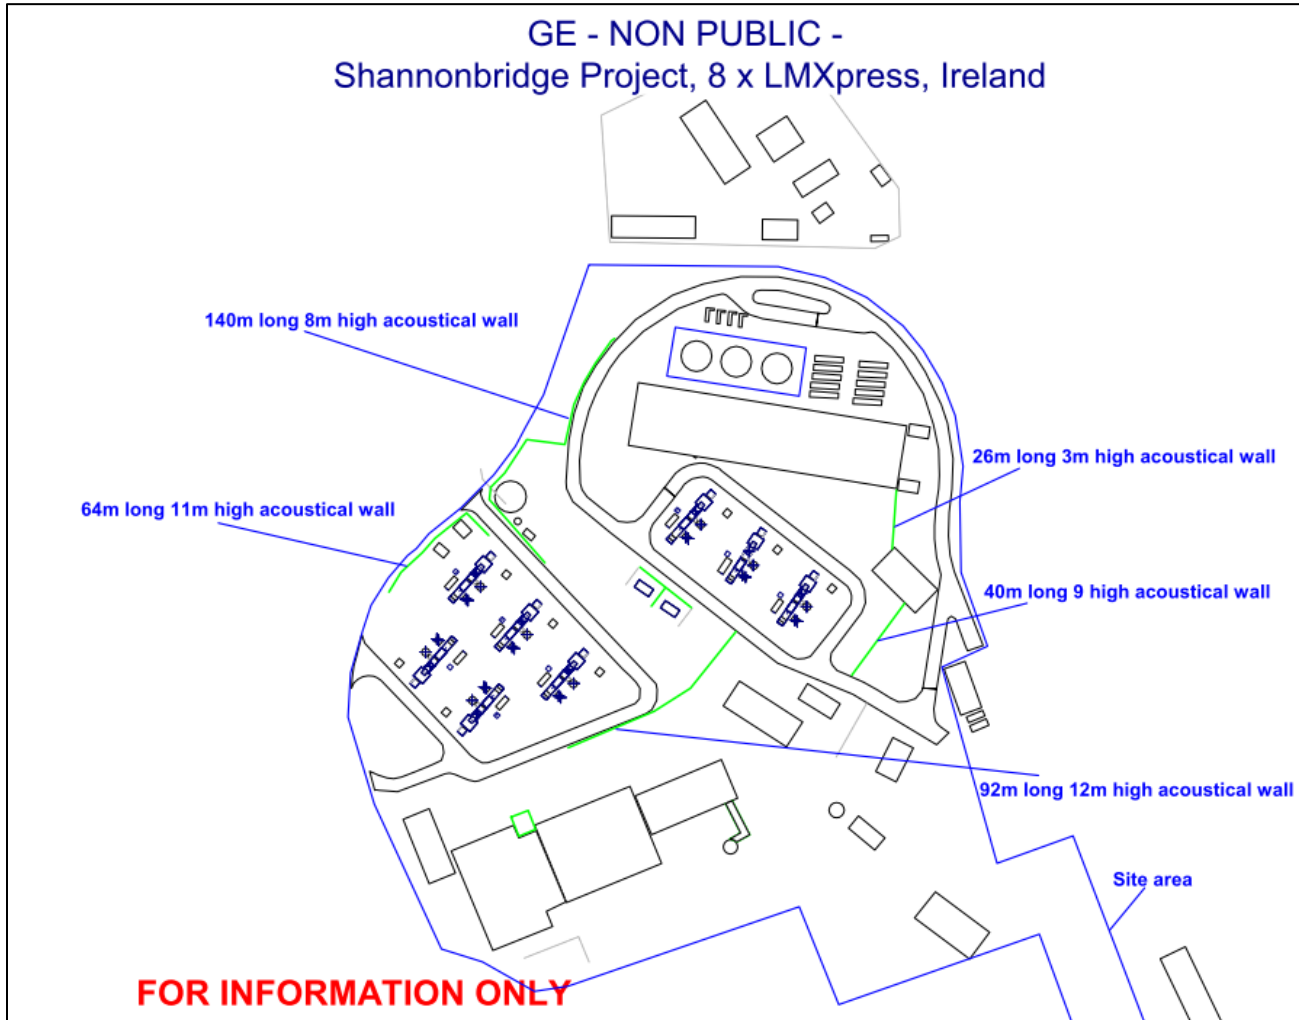 GE - NON PUBLIC -
Shannonbridge Project, 8 x LMXpress, Ireland
140m long 8m high acoustical wall
26m long 3m high acoustical wall
64m long 11m high acoustical wall
40m long 9 high acoustical wall
92m long 12m high acoustical wall
Site area
FOR INFORMATION ONLY